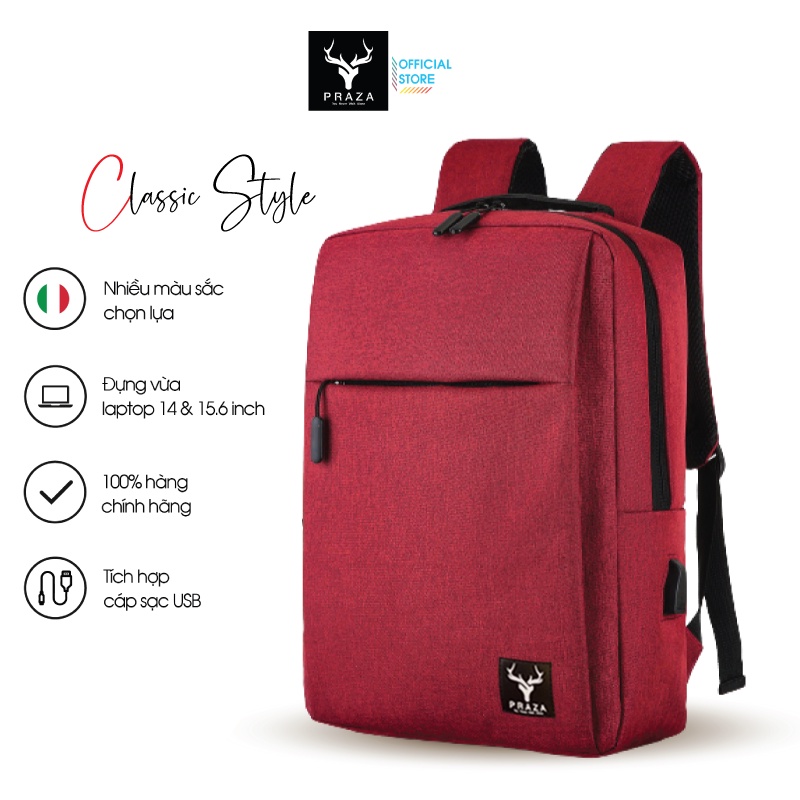 PRAZA
OFFICIAL
STORE
Classic Style
Nhiều màu sắc
chọn lựa
Đựng vừa
laptop 14 & 15.6 inch
100% hàng
chính hãng
Tích hợp
cáp sạc USB
PRAZA